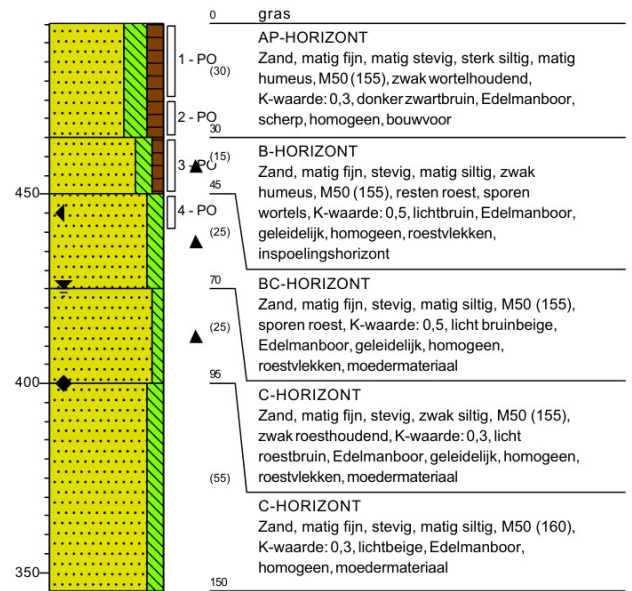 0 gras
AP-HORIZONT
Zand, matig fijn, matig stevig, sterk siltig, matig
humeus, M50 (155), zwak wortelhoudend,
K-waarde: 0,3, donkerzwartbruin, Edelmanboor,
scherp, homogeen, bouwvoor
1 - PO
(30)
2 - PO
30
B-HORIZONT
Zand, matig fijn, stevig, matig siltig, zwak
humeus, M50 (155), resten roest, sporen
wortels, K-waarde: 0,5, lichtbruin, Edelmanboor,
geleidelijk, homogeen, roestvlekken,
inspoelingshorizont
3 - PO
(15)
450
45
4 - PO
(25)
70
BC-HORIZONT
Zand, matig fijn, stevig, matig siltig, M50 (155),
sporen roest, K-waarde: 0,5, licht bruinbeige,
Edelmanboor, geleidelijk, homogeen,
roestvlekken, moedermateriaal
(25)
400
95
C-HORIZONT
Zand, matig fijn, stevig, zwak siltig, M50 (155),
zwak roesthoudend, K-waarde: 0,3, licht
roestbruin, Edelmanboor, geleidelijk, homogeen,
roestvlekken, moedermateriaal
(55)
C-HORIZONT
Zand, matig fijn, stevig, matig siltig, M50 (160),
K-waarde: 0,3, lichtbeige, Edelmanboor,
homogeen, moedermateriaal
350
150